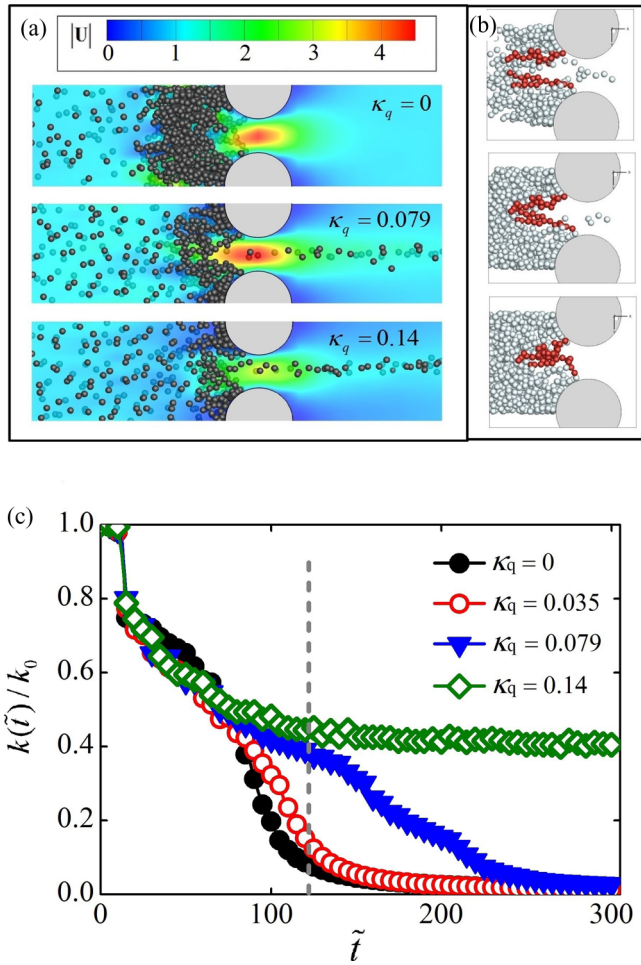 (a)
|U|
0 1 2 3 4
κq = 0
κq = 0.079
κq = 0.14
(b)
x
x
x
(c)
k(t̃) / k0
1.0
0.8
0.6
0.4
0.2
0.0
κq = 0
κq = 0.035
κq = 0.079
κq = 0.14
0 100 200 300
t̃